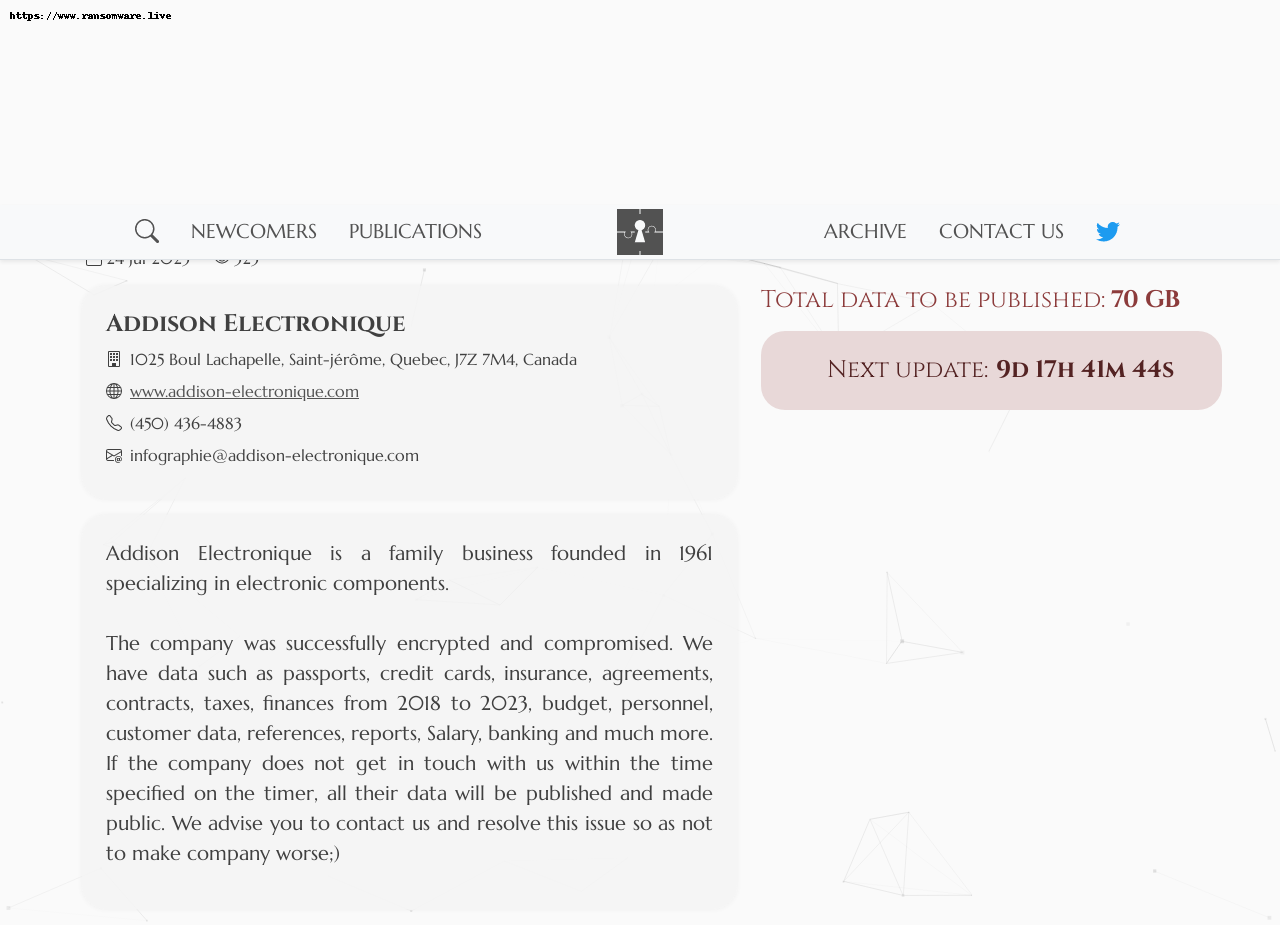 https://www.ransomware.live
NEWCOMERS PUBLICATIONS ARCHIVE CONTACT US
24 Jul 2023 323
Total data to be published: 70 GB
Next update: 9d 17h 41m 44s
Addison Electronique
1025 Boul Lachapelle, Saint-jérôme, Quebec, J7Z 7M4, Canada
www.addison-electronique.com
(450) 436-4883
infographie@addison-electronique.com
Addison Electronique is a family business founded in 1961
specializing in electronic components.
The company was successfully encrypted and compromised. We
have data such as passports, credit cards, insurance, agreements,
contracts, taxes, finances from 2018 to 2023, budget, personnel,
customer data, references, reports, Salary, banking and much more.
If the company does not get in touch with us within the time
specified on the timer, all their data will be published and made
public. We advise you to contact us and resolve this issue so as not
to make company worse;)